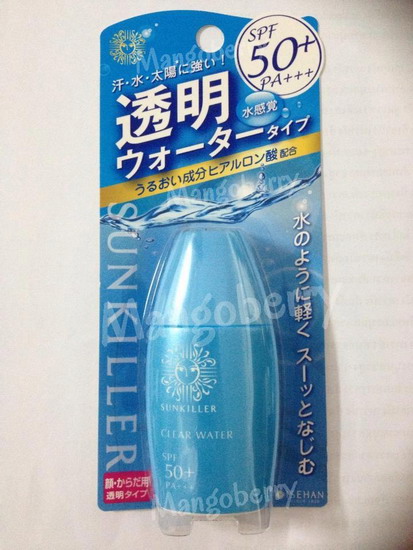 Mangoberry
SPF
50+
PA+++
汗・水・太陽に強い!
透明
水感覚
ウォータータイプ
うるおい成分ヒアルロン酸 配合
Mangoberry
SUNKILLER
水のように軽く スーッとなじむ
Mangoberry
SUNKILLER
CLEAR WATER
SPF
50+
PA+++
顔・からだ用
透明タイプ
Mangoberry
ISEHAN